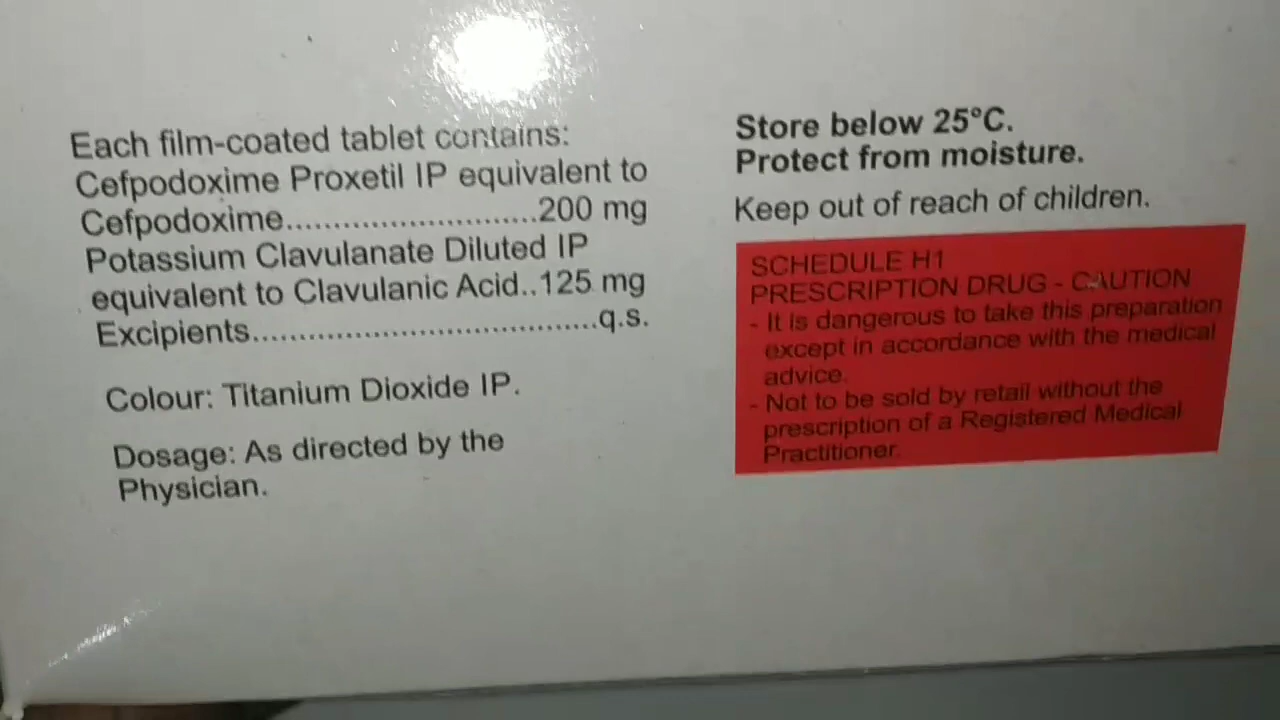 Each film-coated tablet contains:
Cefpodoxime Proxetil IP equivalent to
Cefpodoxime...........................200 mg
Potassium Clavulanate Diluted IP
equivalent to Clavulanic Acid..125 mg
Excipients.....................................q.s.
Colour: Titanium Dioxide IP.
Dosage: As directed by the
Physician.
Store below 25°C.
Protect from moisture.
Keep out of reach of children.
SCHEDULE H1
PRESCRIPTION DRUG - CAUTION
- It is dangerous to take this preparation
except in accordance with the medical
advice.
- Not to be sold by retail without the
prescription of a Registered Medical
Practitioner.